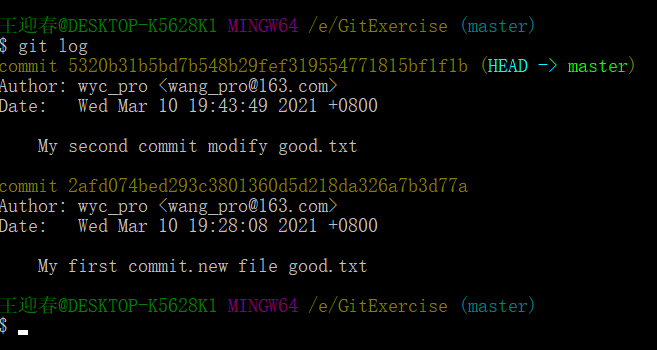 王迎春@DESKTOP-K5628K1 MINGW64 /e/GitExercise (master)
$ git log
commit 5320b31b5bd7b548b29fef319554771815bf1f1b (HEAD -> master)
Author: wyc_pro <wang_pro@163.com>
Date:   Wed Mar 10 19:43:49 2021 +0800

    My second commit modify good.txt

commit 2afd074bed293c3801360d5d218da326a7b3d77a
Author: wyc_pro <wang_pro@163.com>
Date:   Wed Mar 10 19:28:08 2021 +0800

    My first commit.new file good.txt

王迎春@DESKTOP-K5628K1 MINGW64 /e/GitExercise (master)
$